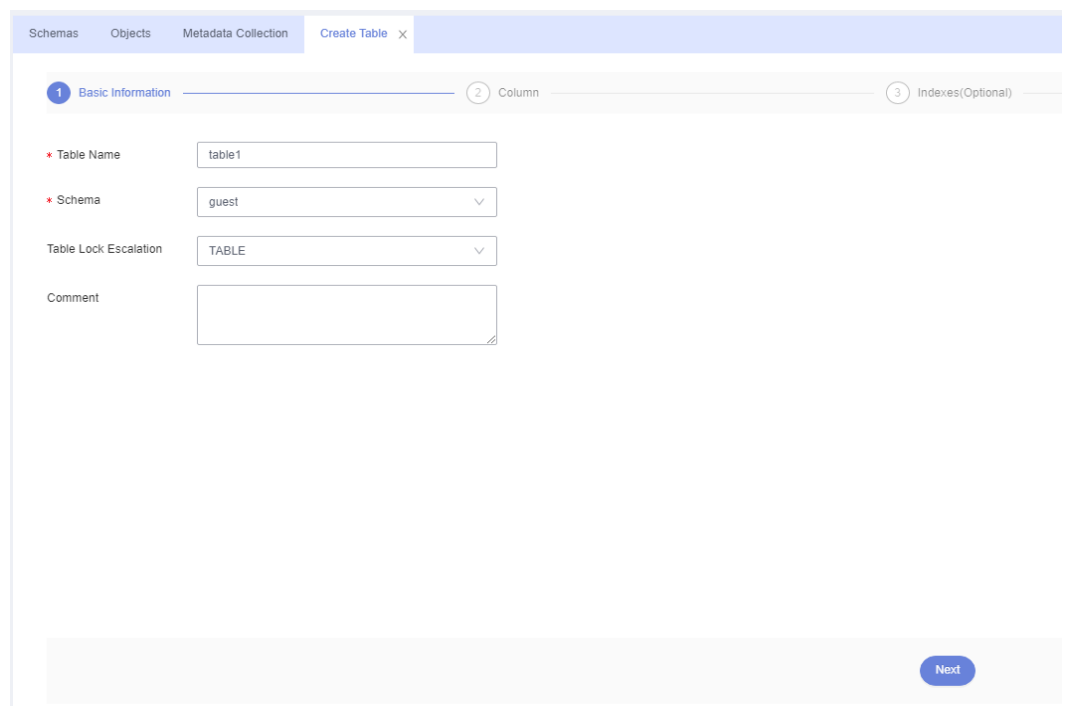 Schemas Objects Metadata Collection Create Table
1 Basic Information 2 Column 3 Indexes(Optional)
* Table Name table1
* Schema guest
Table Lock Escalation TABLE
Comment
Next